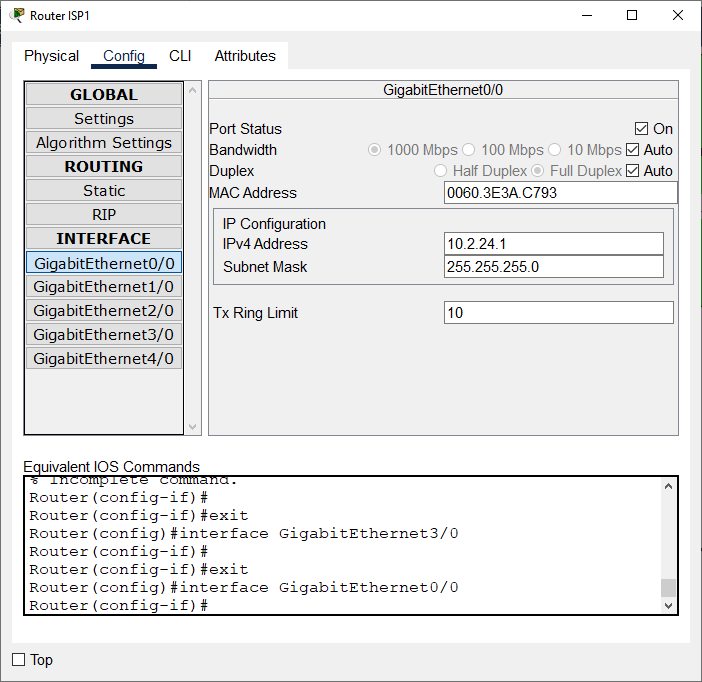 Router ISP1
Physical Config CLI Attributes
GLOBAL
Settings
Algorithm Settings
ROUTING
Static
RIP
INTERFACE
GigabitEthernet0/0
GigabitEthernet1/0
GigabitEthernet2/0
GigabitEthernet3/0
GigabitEthernet4/0
GigabitEthernet0/0
Port Status On
Bandwidth 1000 Mbps 100 Mbps 10 Mbps Auto
Duplex Half Duplex Full Duplex Auto
MAC Address 0060.3E3A.C793
IP Configuration
IPv4 Address 10.2.24.1
Subnet Mask 255.255.255.0
Tx Ring Limit 10
Equivalent IOS Commands
% Incomplete command.
Router(config-if)#
Router(config-if)#exit
Router(config)#interface GigabitEthernet3/0
Router(config-if)#
Router(config-if)#exit
Router(config)#interface GigabitEthernet0/0
Router(config-if)#
Top